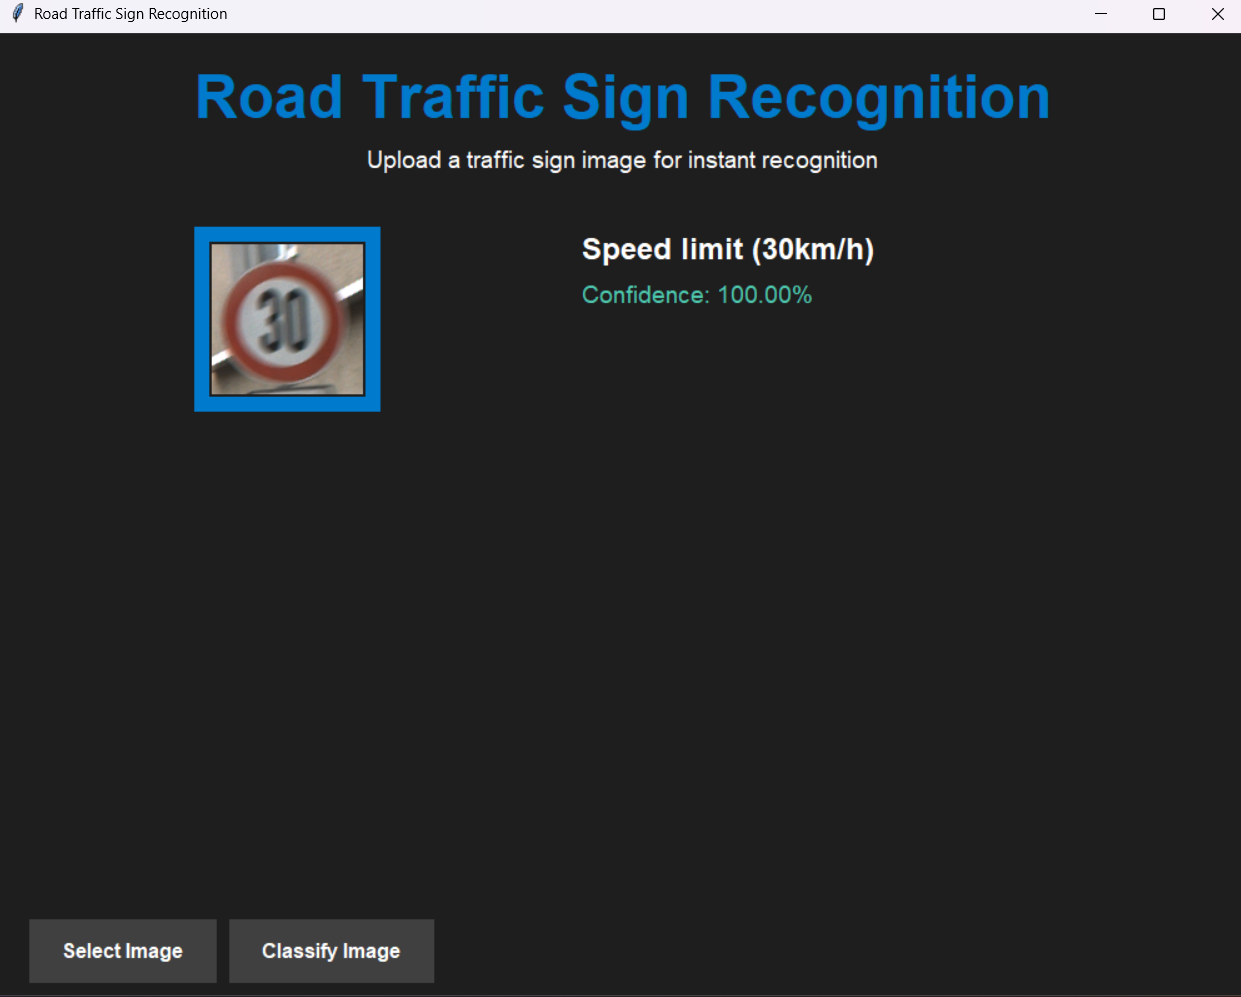 Road Traffic Sign Recognition
Road Traffic Sign Recognition
Upload a traffic sign image for instant recognition
30
Speed limit (30km/h)
Confidence: 100.00%
Select Image
Classify Image